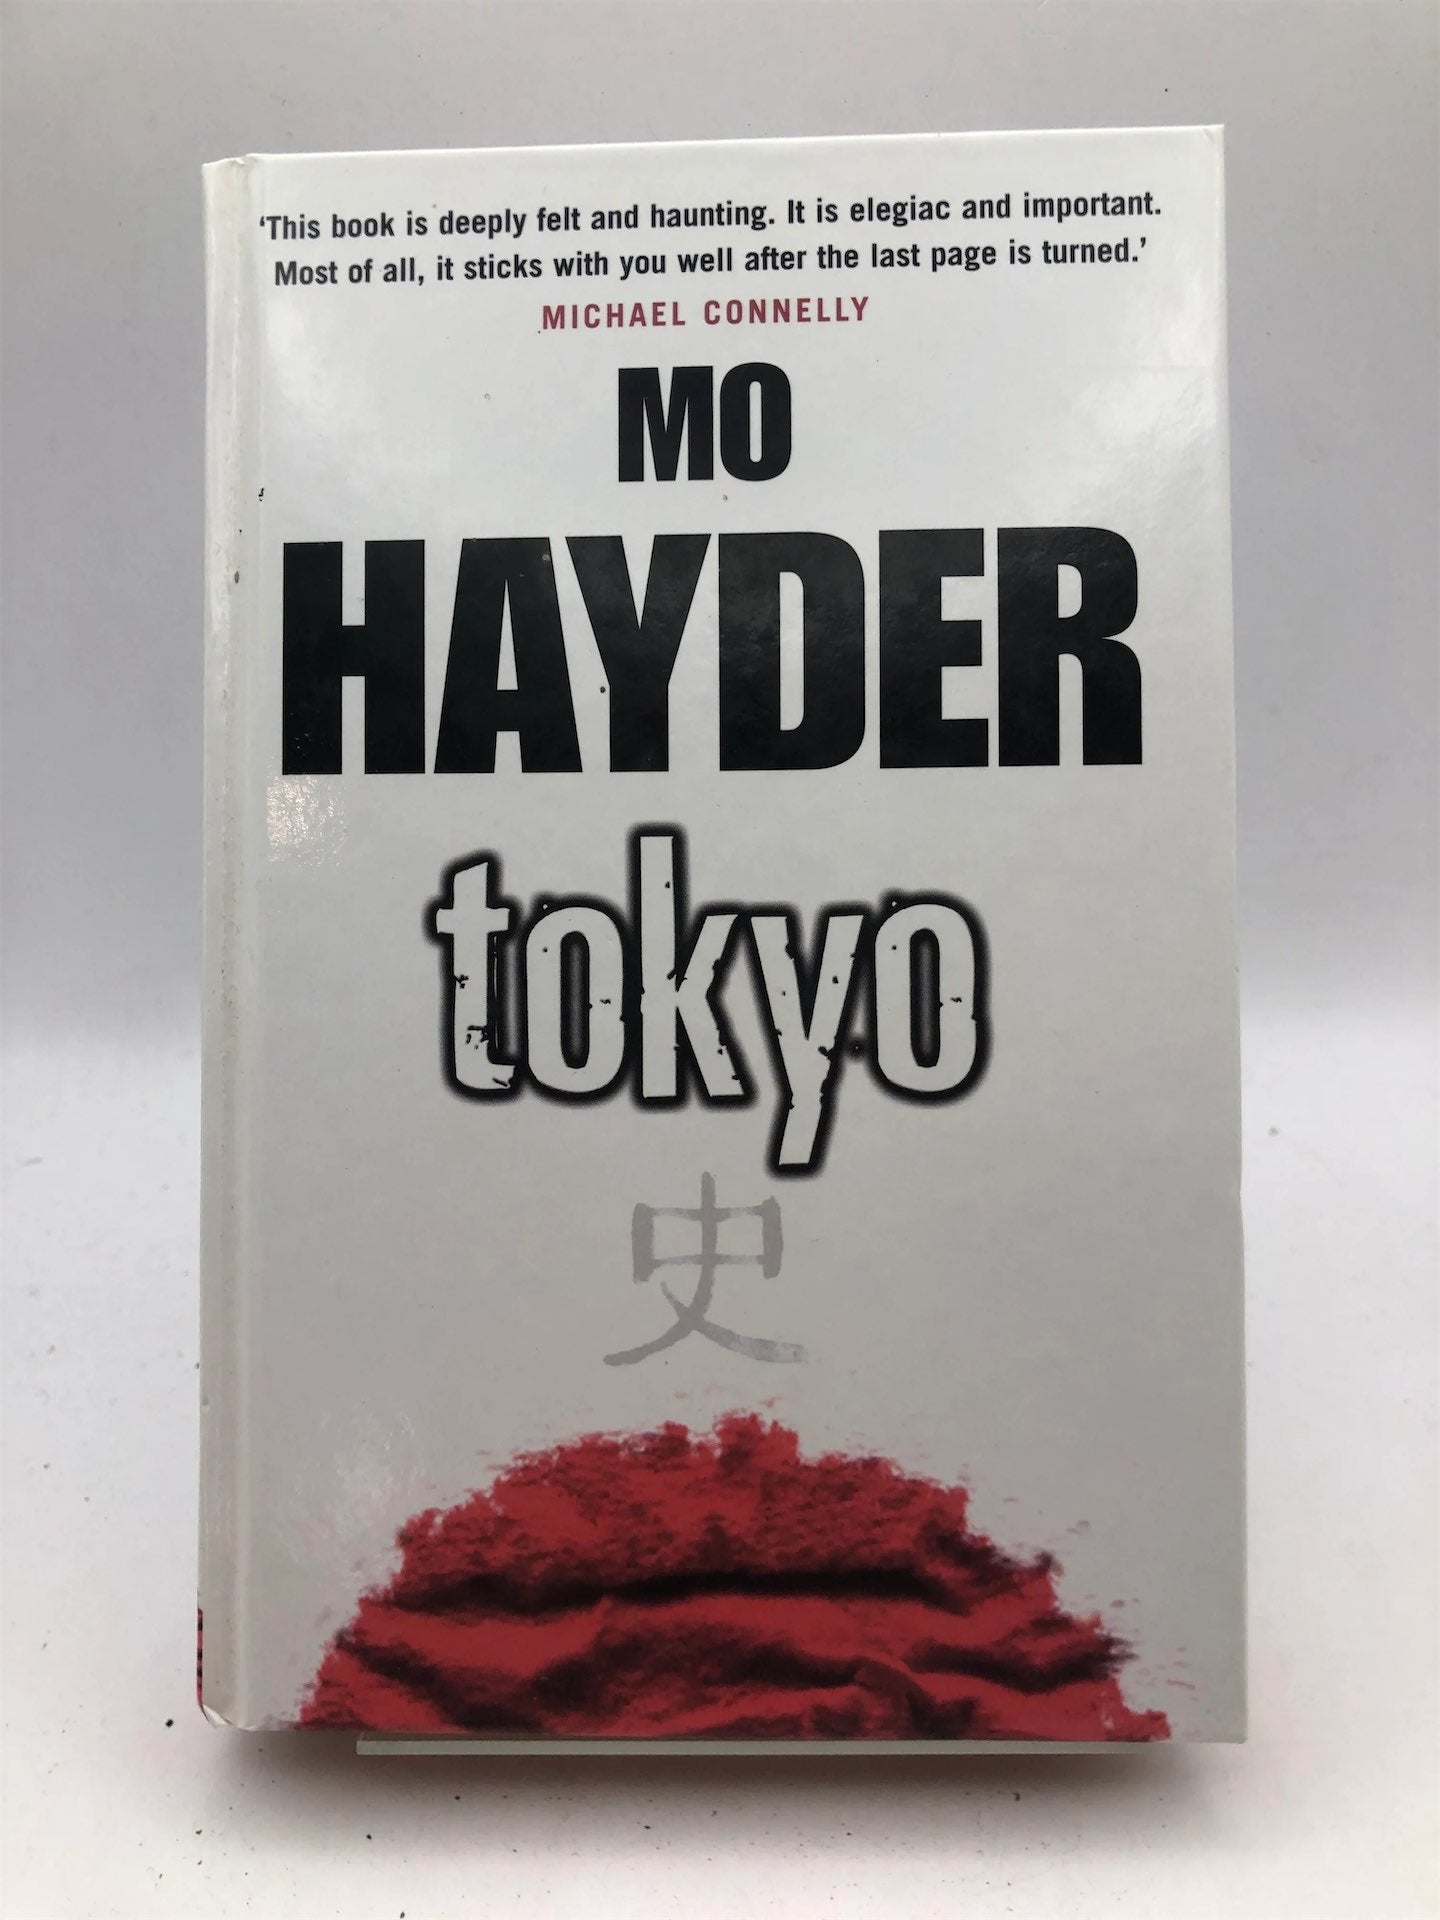 ‘This book is deeply felt and haunting. It is elegiac and important.
Most of all, it sticks with you well after the last page is turned.’
MICHAEL CONNELLY
MO
HAYDER
tokyo
史